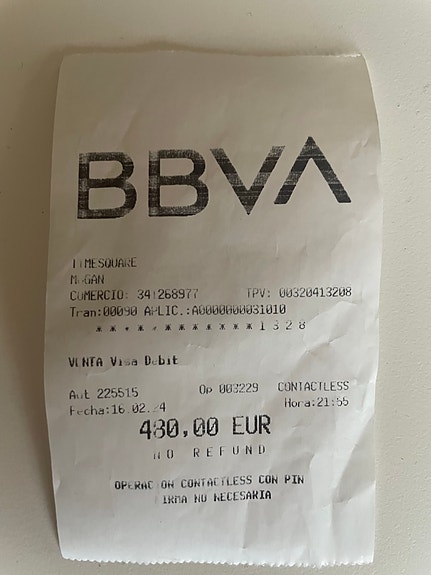 BBVA
TIMESQUARE
MOGAN
COMERCIO: 341268977 TPV: 00320413208
Tran:00090 APLIC.:A0000000031010
************1328
VENTA Visa Debit
Aut 225515 Op 003229 CONTACTLESS
Fecha:16.02.24 Hora:21:55
480,00 EUR
NO REFUND
OPERACION CONTACTLESS CON PIN
FIRMA NO NECESARIA